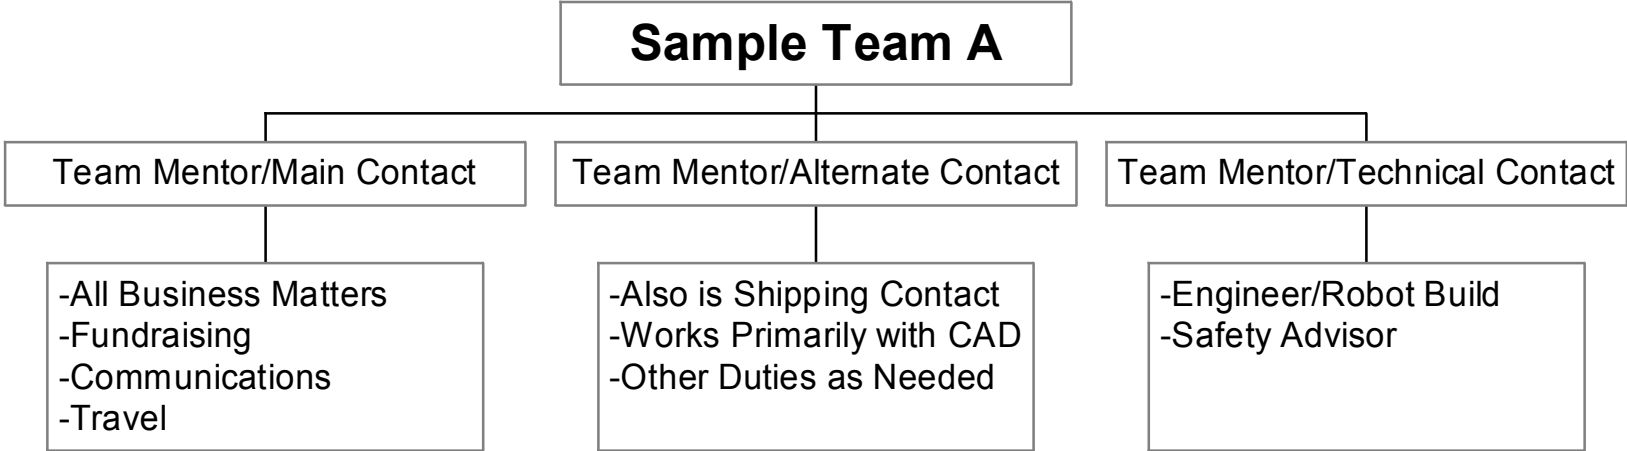 Sample Team A
Team Mentor/Main Contact
-All Business Matters
-Fundraising
-Communications
-Travel
Team Mentor/Alternate Contact
-Also is Shipping Contact
-Works Primarily with CAD
-Other Duties as Needed
Team Mentor/Technical Contact
-Engineer/Robot Build
-Safety Advisor